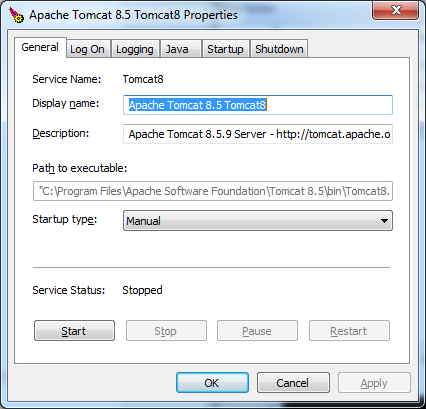 Apache Tomcat 8.5 Tomcat8 Properties
General Log On Logging Java Startup Shutdown
Service Name: Tomcat8
Display name: Apache Tomcat 8.5 Tomcat8
Description: Apache Tomcat 8.5.9 Server - http://tomcat.apache.o
Path to executable:
"C:\Program Files\Apache Software Foundation\Tomcat 8.5\bin\Tomcat8.
Startup type: Manual
Service Status: Stopped
Start Stop Pause Restart
OK Cancel Apply